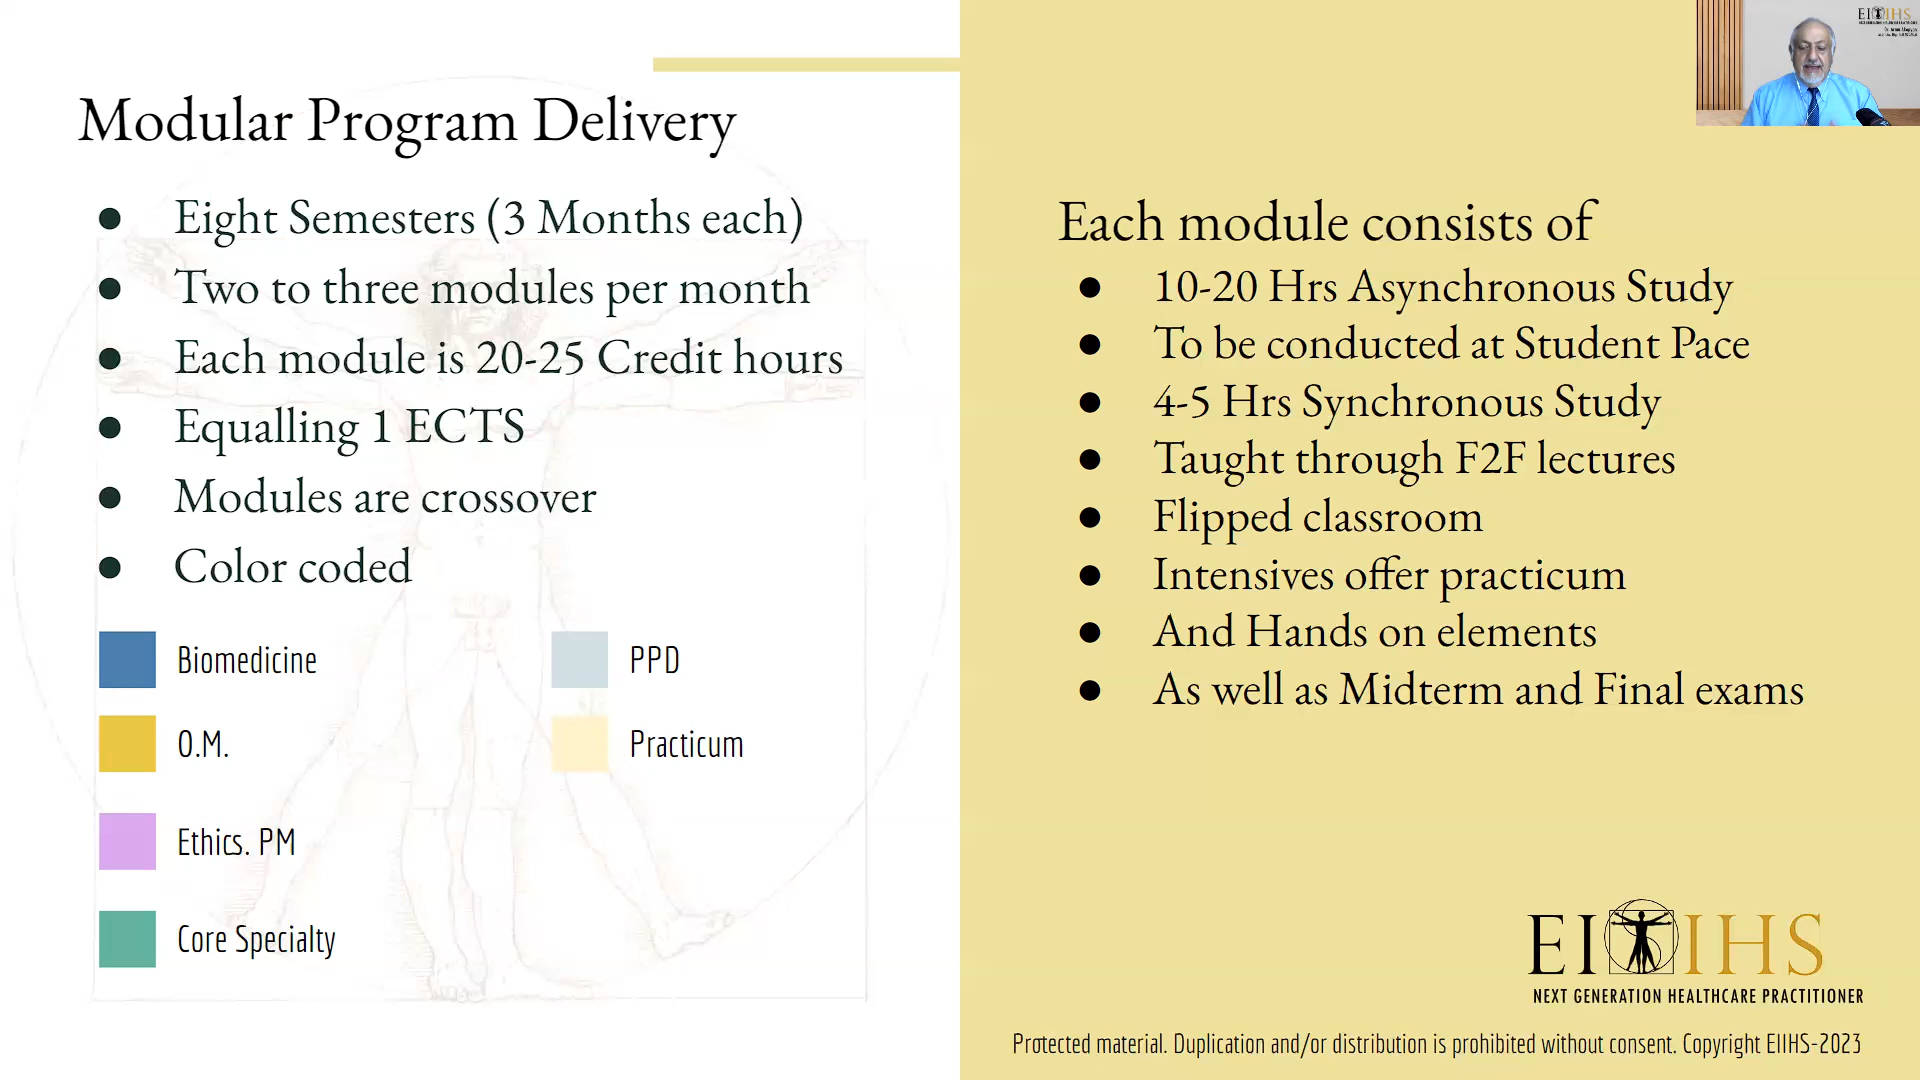 Modular Program Delivery
Eight Semesters (3 Months each)
Two to three modules per month
Each module is 20-25 Credit hours
Equalling 1 ECTS
Modules are crossover
Color coded
Biomedicine
PPD
O.M.
Practicum
Ethics. PM
Core Specialty
Each module consists of
10-20 Hrs Asynchronous Study
To be conducted at Student Pace
4-5 Hrs Synchronous Study
Taught through F2F lectures
Flipped classroom
Intensives offer practicum
And Hands on elements
As well as Midterm and Final exams
EIIHS
NEXT GENERATION HEALTHCARE PRACTITIONER
Protected material. Duplication and/or distribution is prohibited without consent. Copyright EIIHS-2023
EIIHS